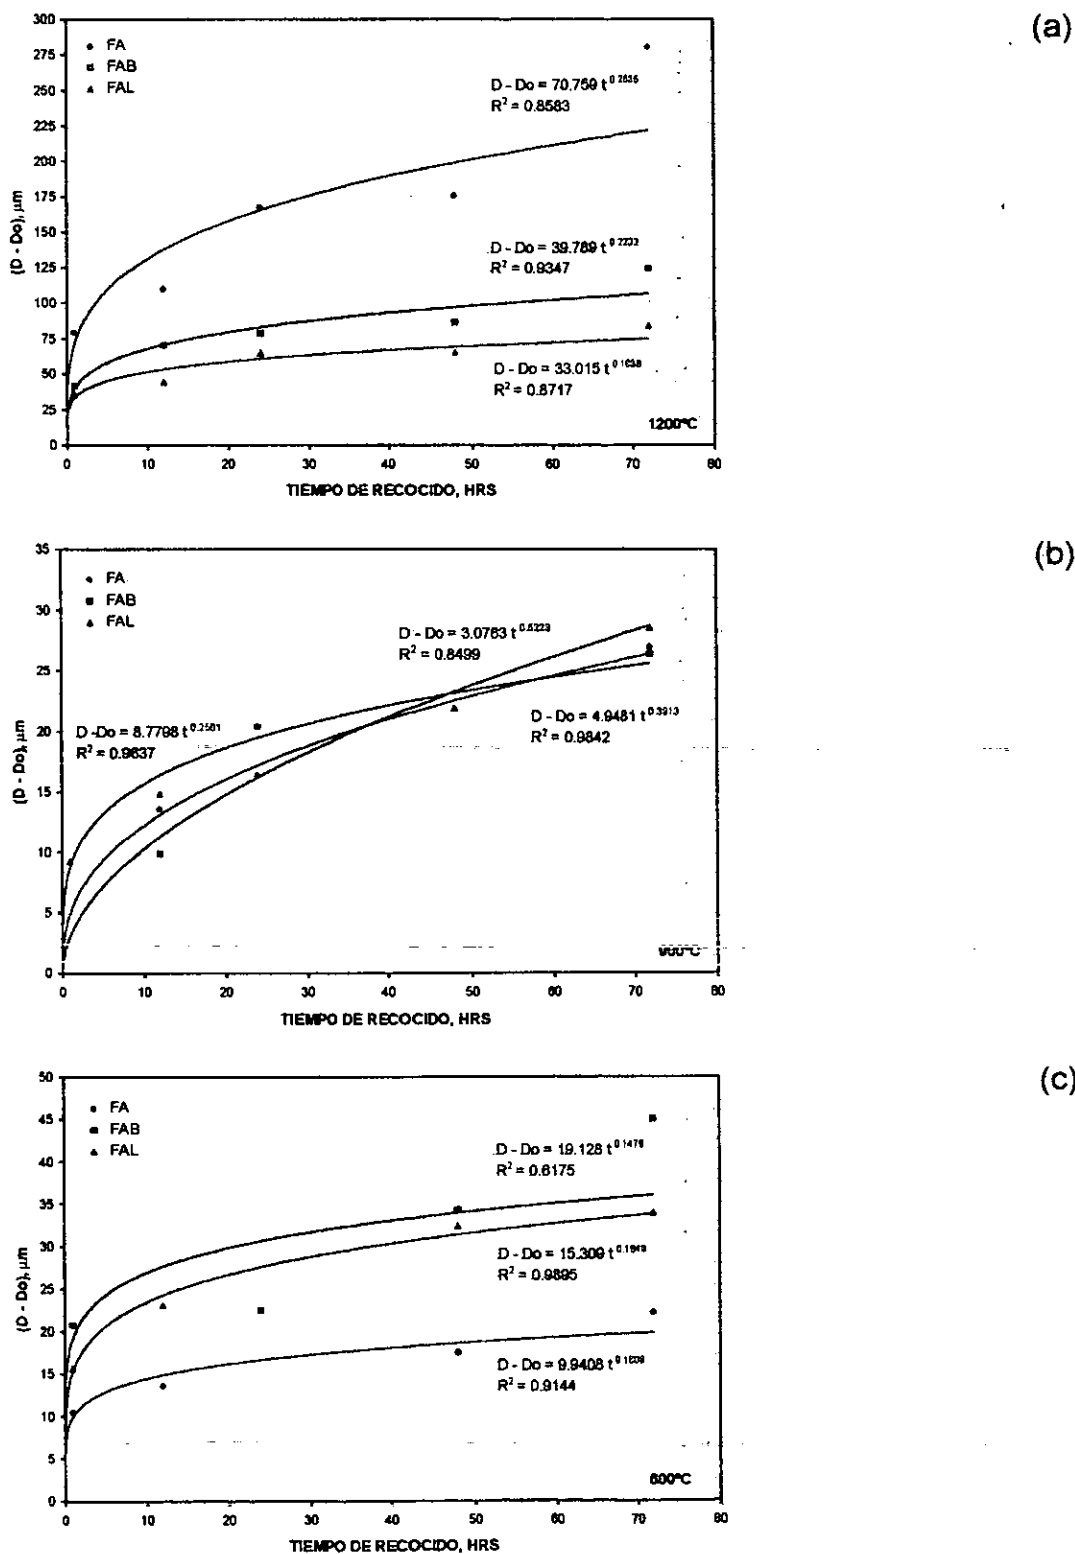 (a)
300
275
250
225
200
175
150
125
100
75
50
25
0
(D - Do), µm
FA
FAB
FAL
D - Do = 70.759 t^0.2635
R² = 0.8583
D - Do = 39.789 t^0.2232
R² = 0.9347
D - Do = 33.015 t
R² = 0.8717
1200ºC
0 10 20 30 40 50 60 70 80
TIEMPO DE RECOCIDO, HRS
(b)
35
30
25
20
15
10
5
0
(D - Do), µm
FA
FAB
FAL
D - Do = 3.0763 t^0.5223
R² = 0.8499
D -Do = 8.7798 t^0.2501
R² = 0.9637
D - Do = 4.9481 t^0.3913
R² = 0.9842
900ºC
0 10 20 30 40 50 60 70 80
TIEMPO DE RECOCIDO, HRS
(c)
50
45
40
35
30
25
20
15
10
5
0
(D - Do), µm
FA
FAB
FAL
D - Do = 19.128 t^0.1476
R² = 0.6175
D - Do = 15.309 t^0.1849
R² = 0.9895
D - Do = 9.9408 t^0.1609
R² = 0.9144
600ºC
0 10 20 30 40 50 60 70 80
TIEMPO DE RECOCIDO, HRS